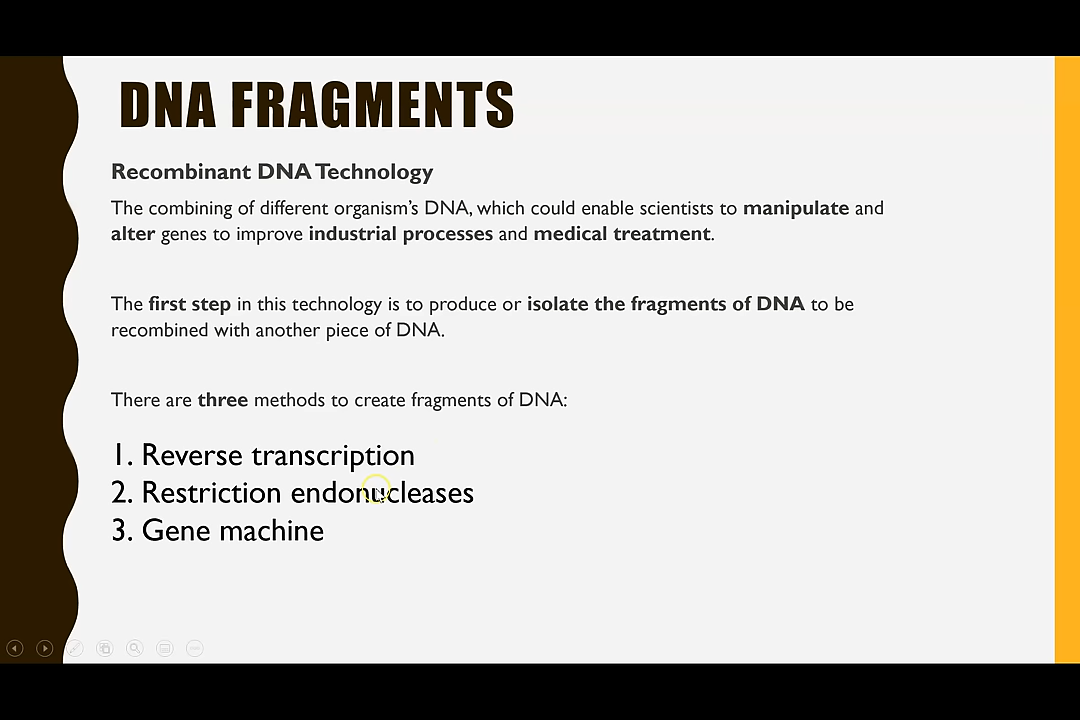 DNA FRAGMENTS
Recombinant DNA Technology
The combining of different organism’s DNA, which could enable scientists to manipulate and
alter genes to improve industrial processes and medical treatment.
The first step in this technology is to produce or isolate the fragments of DNA to be
recombined with another piece of DNA.
There are three methods to create fragments of DNA:
1. Reverse transcription
2. Restriction endonucleases
3. Gene machine